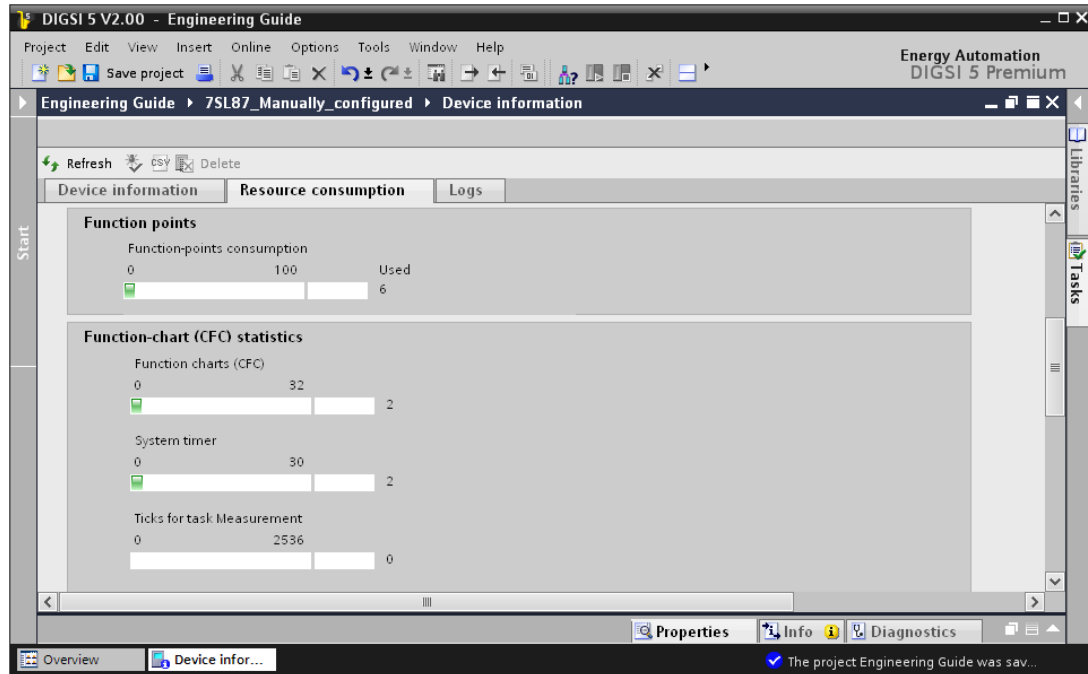 DIGSI 5 V2.00 - Engineering Guide
Project Edit View Insert Online Options Tools Window Help
Energy Automation
DIGSI 5 Premium
Save project
Engineering Guide 7SL87_Manually_configured Device information
Refresh CSV Delete
Device information Resource consumption Logs
Function points
Function-points consumption
0 100 Used
6
Function-chart (CFC) statistics
Function charts (CFC)
0 32
2
System timer
0 30
2
Ticks for task Measurement
0 2536
0
Start
Libraries
Tasks
Properties Info Diagnostics
Overview Device infor... The project Engineering Guide was sav...